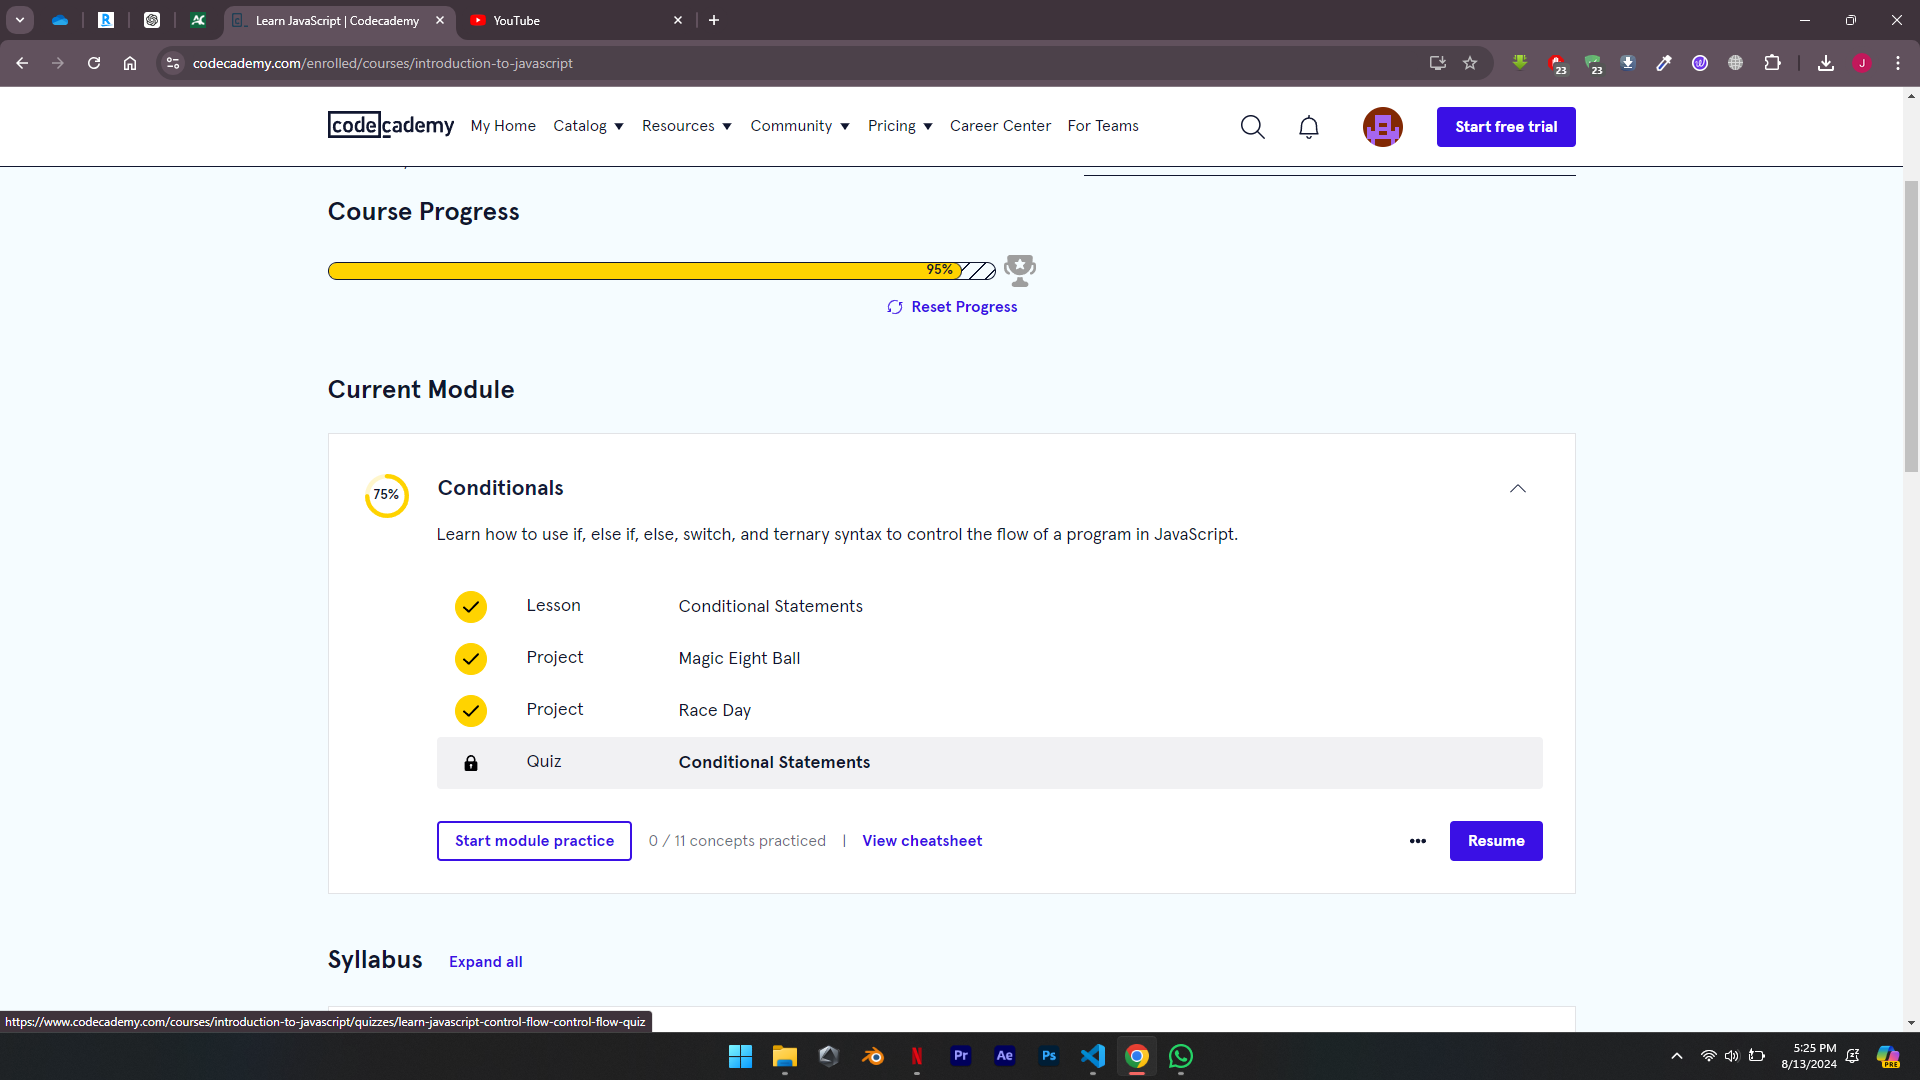 Learn JavaScript | Codecademy
YouTube
codecademy.com/enrolled/courses/introduction-to-javascript
23
23
J
codecademy
My Home
Catalog
Resources
Community
Pricing
Career Center
For Teams
Start free trial
Course Progress
95%
Reset Progress
Current Module
75%
Conditionals
Learn how to use if, else if, else, switch, and ternary syntax to control the flow of a program in JavaScript.
Lesson Conditional Statements
Project Magic Eight Ball
Project Race Day
Quiz Conditional Statements
Start module practice
0 / 11 concepts practiced | View cheatsheet
Resume
Syllabus
Expand all
https://www.codecademy.com/courses/introduction-to-javascript/quizzes/learn-javascript-control-flow-control-flow-quiz
N
Pr
Ae
Ps
5:25 PM
8/13/2024
PRE